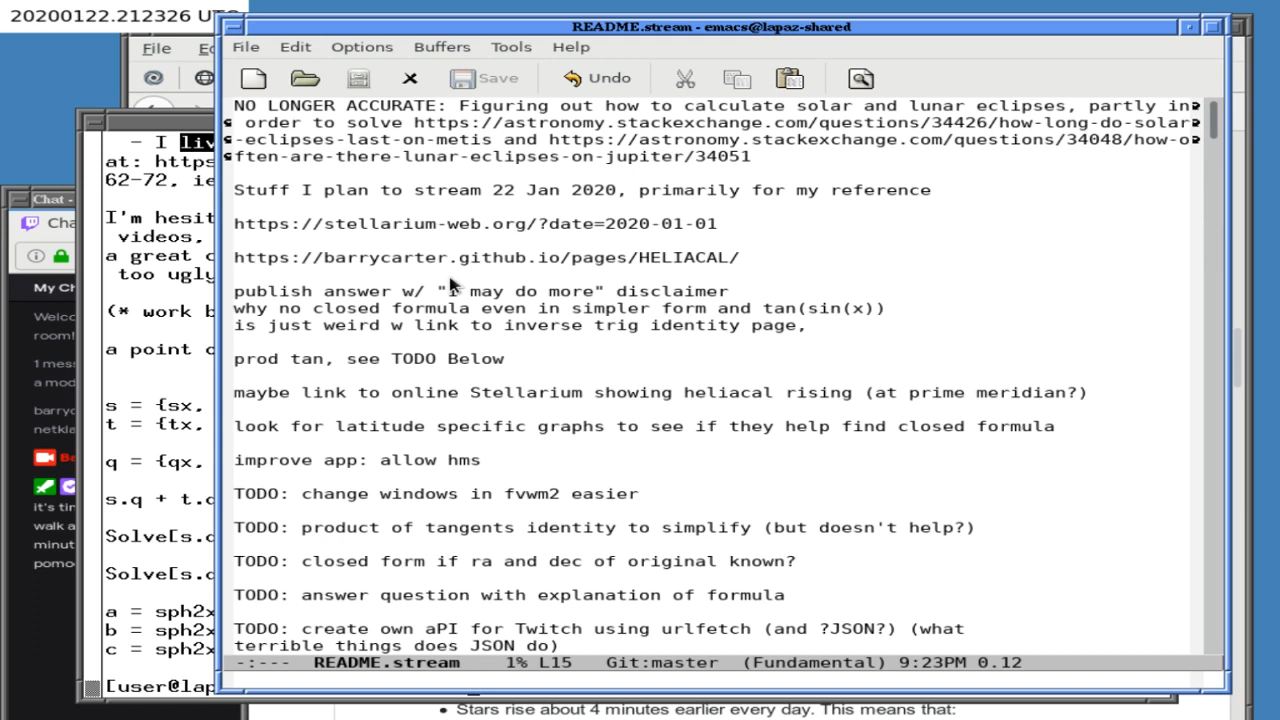 20200122.212326 UTC
README.stream - emacs@lapaz-shared
File Edit Options Buffers Tools Help
Save Undo
NO LONGER ACCURATE: Figuring out how to calculate solar and lunar eclipses, partly in
order to solve https://astronomy.stackexchange.com/questions/34426/how-long-do-solar
-eclipses-last-on-metis and https://astronomy.stackexchange.com/questions/34048/how-o
ften-are-there-lunar-eclipses-on-jupiter/34051
Stuff I plan to stream 22 Jan 2020, primarily for my reference
https://stellarium-web.org/?date=2020-01-01
https://barrycarter.github.io/pages/HELIACAL/
publish answer w/ "I may do more" disclaimer
why no closed formula even in simpler form and tan(sin(x))
is just weird w link to inverse trig identity page,
prod tan, see TODO Below
maybe link to online Stellarium showing heliacal rising (at prime meridian?)
look for latitude specific graphs to see if they help find closed formula
improve app: allow hms
TODO: change windows in fvwm2 easier
TODO: product of tangents identity to simplify (but doesn't help?)
TODO: closed form if ra and dec of original known?
TODO: answer question with explanation of formula
TODO: create own aPI for Twitch using urlfetch (and ?JSON?) (what
terrible things does JSON do)
-:--- README.stream 1% L15 Git:master (Fundamental) 9:23PM 0.12
File
- I liv
at: https
62-72, ie
I'm hesit
videos,
a great c
too ugly
(* work b
a point c
s = {sx,
t = {tx,
q = {qx,
s.q + t.c
Solve[s.c
Solve[s.c
a = sph2x
b = sph2x
c = sph2x
[user@lap
Chat -
Cha
My Ch
Welco
room!
1 mess
a mod
baryc
netkla
Ba
it's tin
walk a
minut
pomo
• Stars rise about 4 minutes earlier every day. This means that: